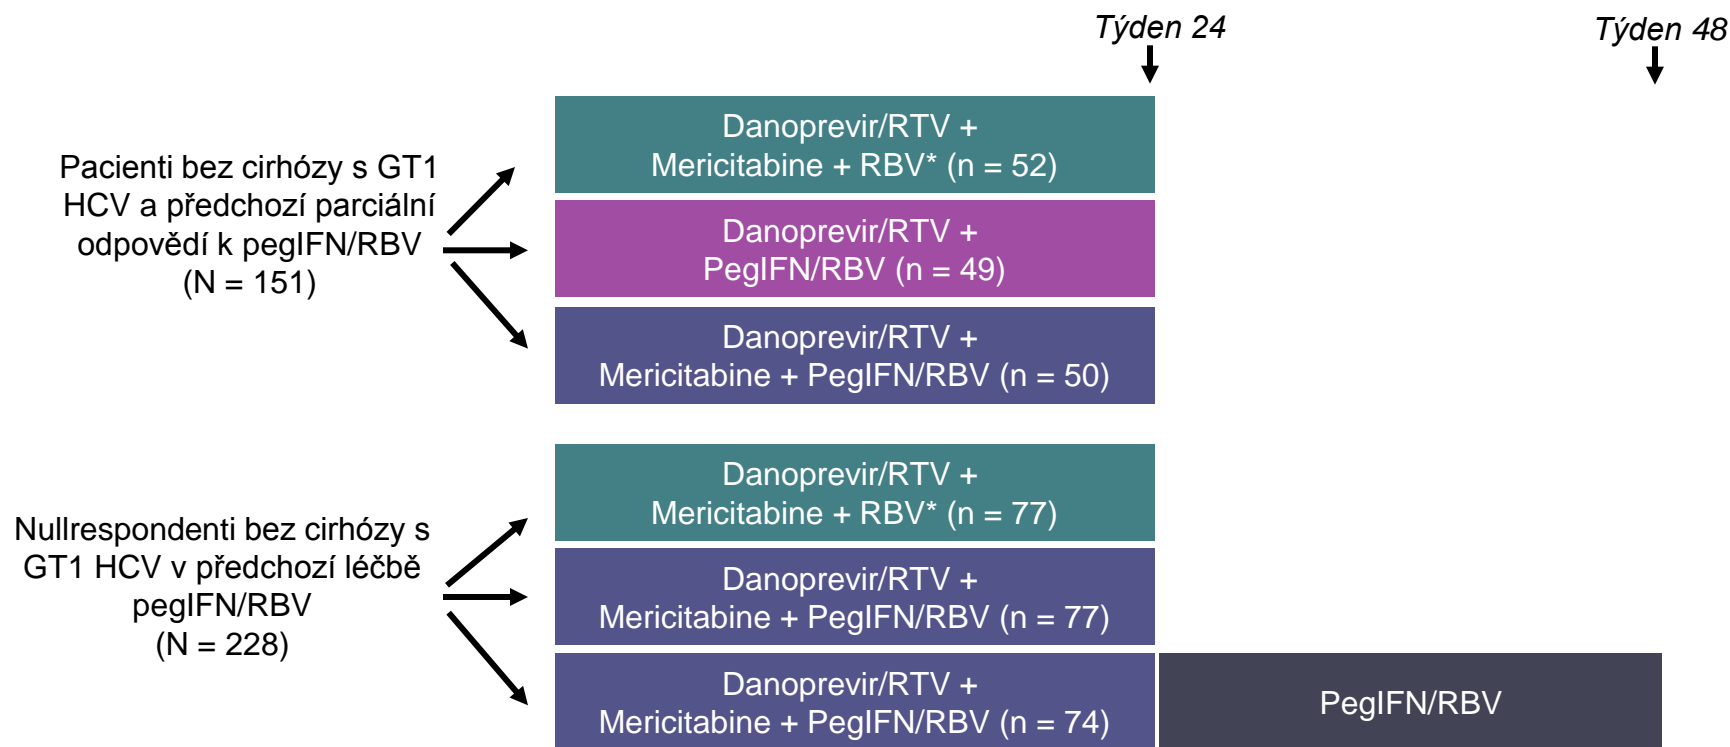 Týden 24
Týden 48
Pacienti bez cirhózy s GT1
HCV a předchozí parciální
odpovědí k pegIFN/RBV
(N = 151)
Danoprevir/RTV +
Mericitabine + RBV* (n = 52)
Danoprevir/RTV +
PegIFN/RBV (n = 49)
Danoprevir/RTV +
Mericitabine + PegIFN/RBV (n = 50)
Nullrespondenti bez cirhózy s
GT1 HCV v předchozí léčbě
pegIFN/RBV
(N = 228)
Danoprevir/RTV +
Mericitabine + RBV* (n = 77)
Danoprevir/RTV +
Mericitabine + PegIFN/RBV (n = 77)
Danoprevir/RTV +
Mericitabine + PegIFN/RBV (n = 74)
PegIFN/RBV